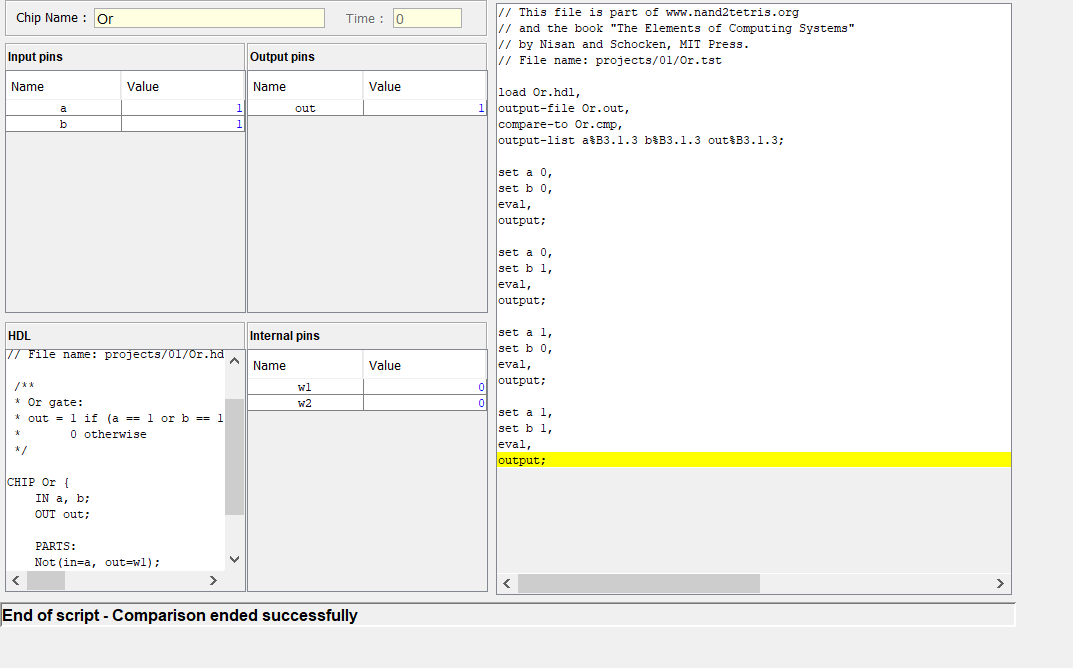 Chip Name : Or Time : 0
Input pins
Name Value
a 1
b 1
Output pins
Name Value
out 1
HDL
// File name: projects/01/Or.hd
/**
* Or gate:
* out = 1 if (a == 1 or b == 1
* 0 otherwise
*/
CHIP Or {
IN a, b;
OUT out;
PARTS:
Not(in=a, out=w1);
Internal pins
Name Value
w1 0
w2 0
// This file is part of www.nand2tetris.org
// and the book "The Elements of Computing Systems"
// by Nisan and Schocken, MIT Press.
// File name: projects/01/Or.tst
load Or.hdl,
output-file Or.out,
compare-to Or.cmp,
output-list a%B3.1.3 b%B3.1.3 out%B3.1.3;
set a 0,
set b 0,
eval,
output;
set a 0,
set b 1,
eval,
output;
set a 1,
set b 0,
eval,
output;
set a 1,
set b 1,
eval,
output;
End of script - Comparison ended successfully